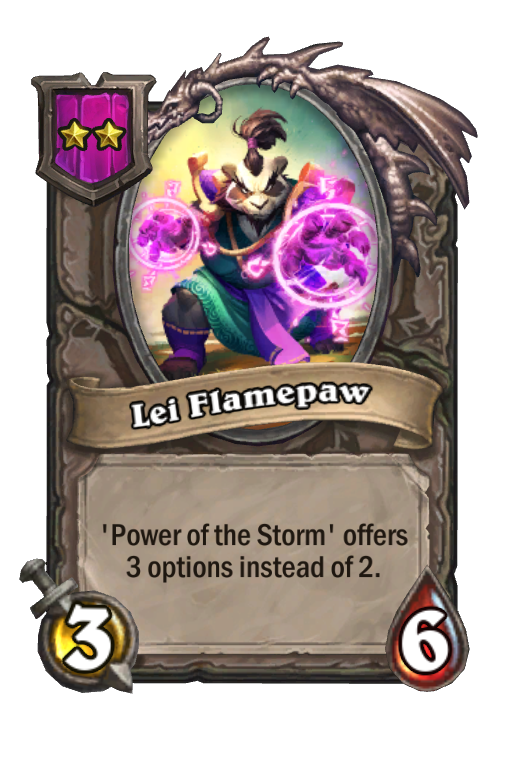 Lei Flamepaw
'Power of the Storm' offers
3 options instead of 2.
3 6